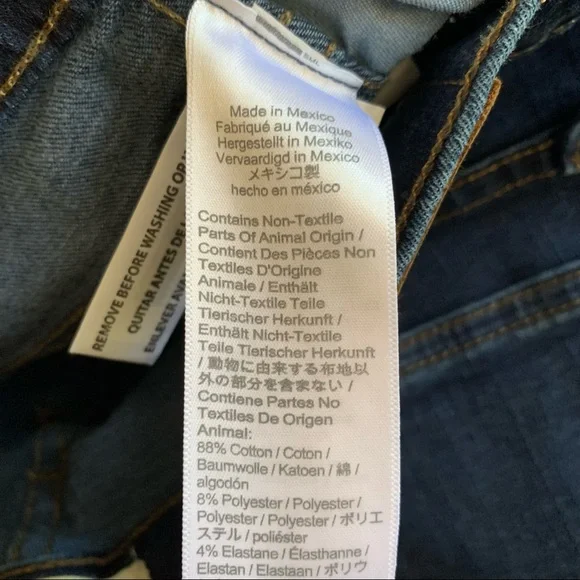 Made in Mexico
Fabriqué au Mexique
Hergestellt in Mexiko
Vervaardigd in Mexico
メキシコ製
hecho en méxico
Contains Non-Textile
Parts Of Animal Origin /
Contient Des Pièces Non
Textiles D'Origine
Animale / Enthält
Nicht-Textile Teile
Tierischer Herkunft /
Enthält Nicht-Textile
Teile Tierischer Herkunft
/ 動物に由来する布地以
外の部分を含まない /
Contiene Partes No
Textiles De Origen
Animal:
88% Cotton / Coton /
Baumwolle / Katoen / 綿 /
algodón
8% Polyester / Polyester /
Polyester / Polyester / ポリエ
ステル / poliéster
4% Elastane / Élasthanne /
Elastan / Elastaan / ポリウ
REMOVE BEFORE WASHING OR
QUITAR ANTES DE
ENLEVER AVA